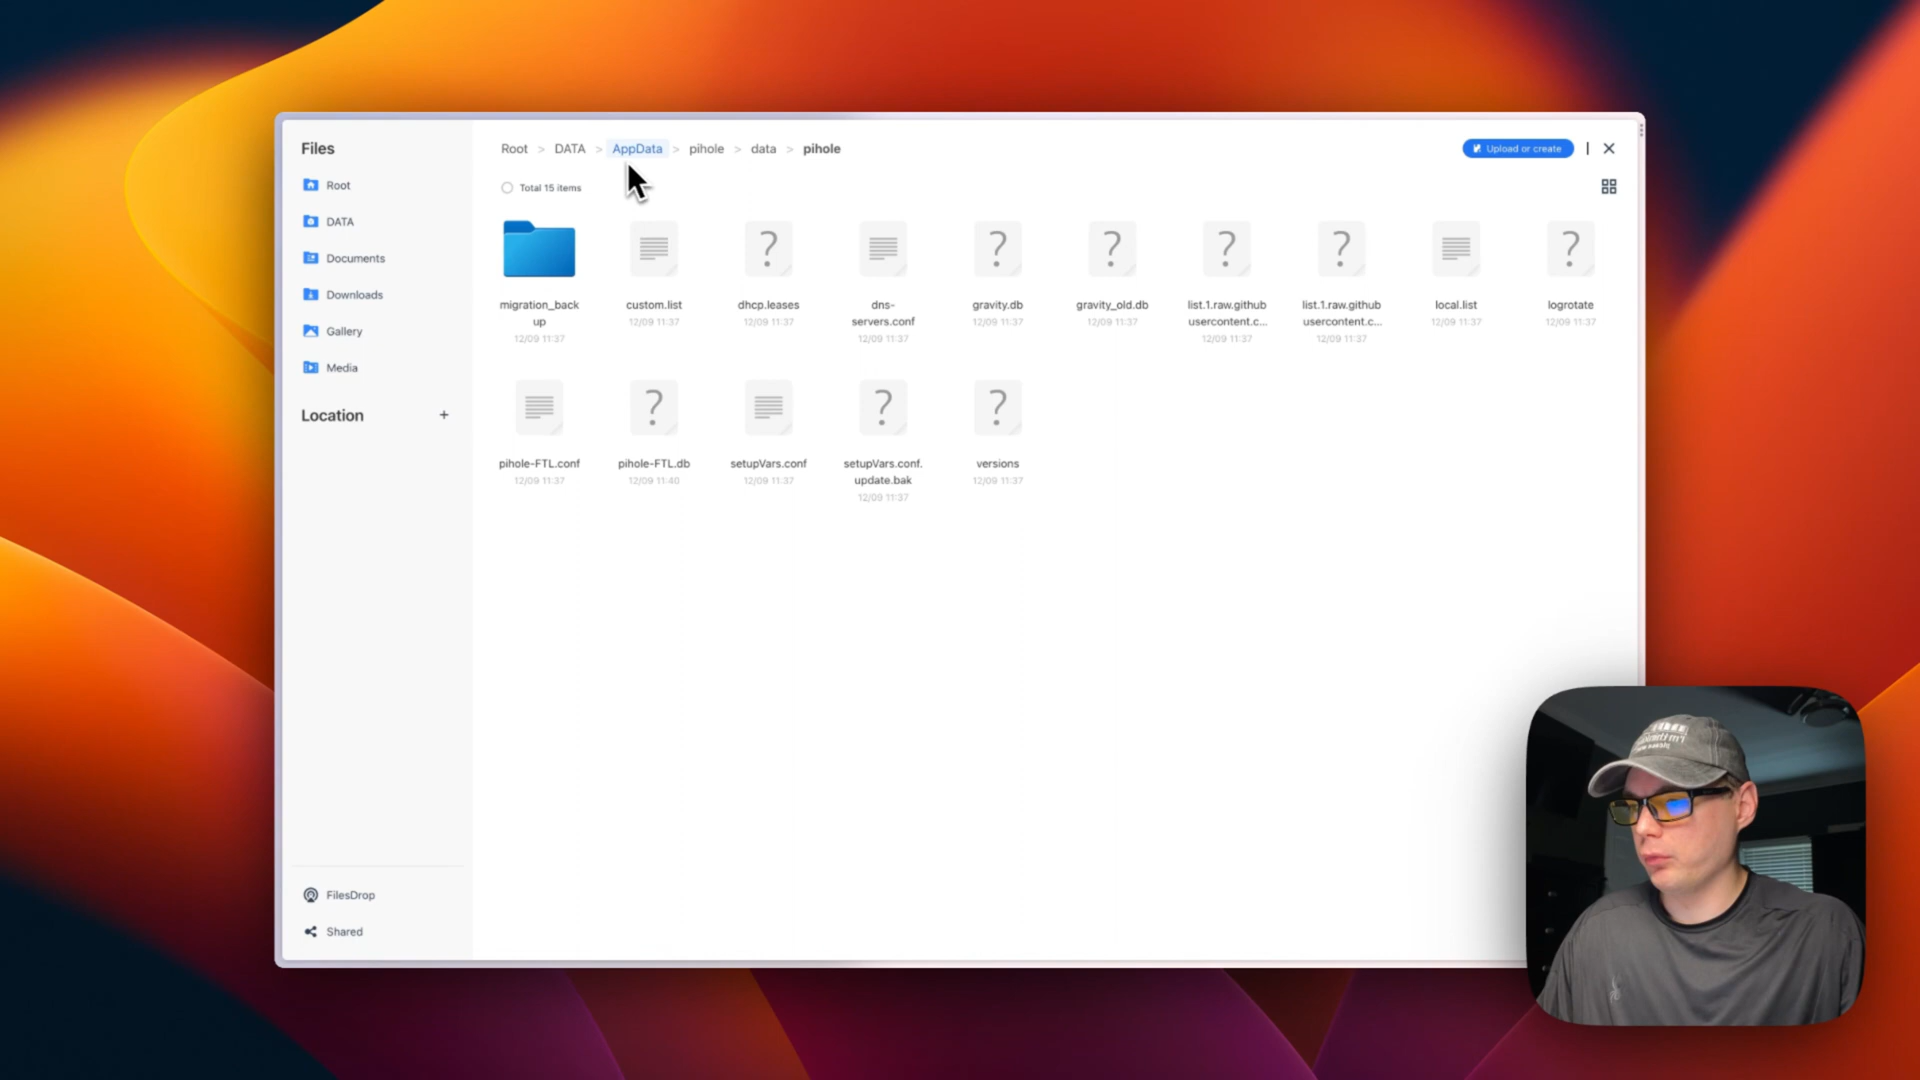 Files
Root
DATA
Documents
Downloads
Gallery
Media
Location +
FilesDrop
Shared
Root > DATA > AppData > pihole > data > pihole
Upload or create
Total 15 items
migration_back
up
12/09 11:37
custom.list
12/09 11:37
dhcp.leases
12/09 11:37
dns-
servers.conf
12/09 11:37
gravity.db
12/09 11:37
gravity_old.db
12/09 11:37
list.1.raw.github
usercontent.c...
12/09 11:37
list.1.raw.github
usercontent.c...
12/09 11:37
local.list
12/09 11:37
logrotate
12/09 11:37
pihole-FTL.conf
12/09 11:37
pihole-FTL.db
12/09 11:40
setupVars.conf
12/09 11:37
setupVars.conf.
update.bak
12/09 11:37
versions
12/09 11:37